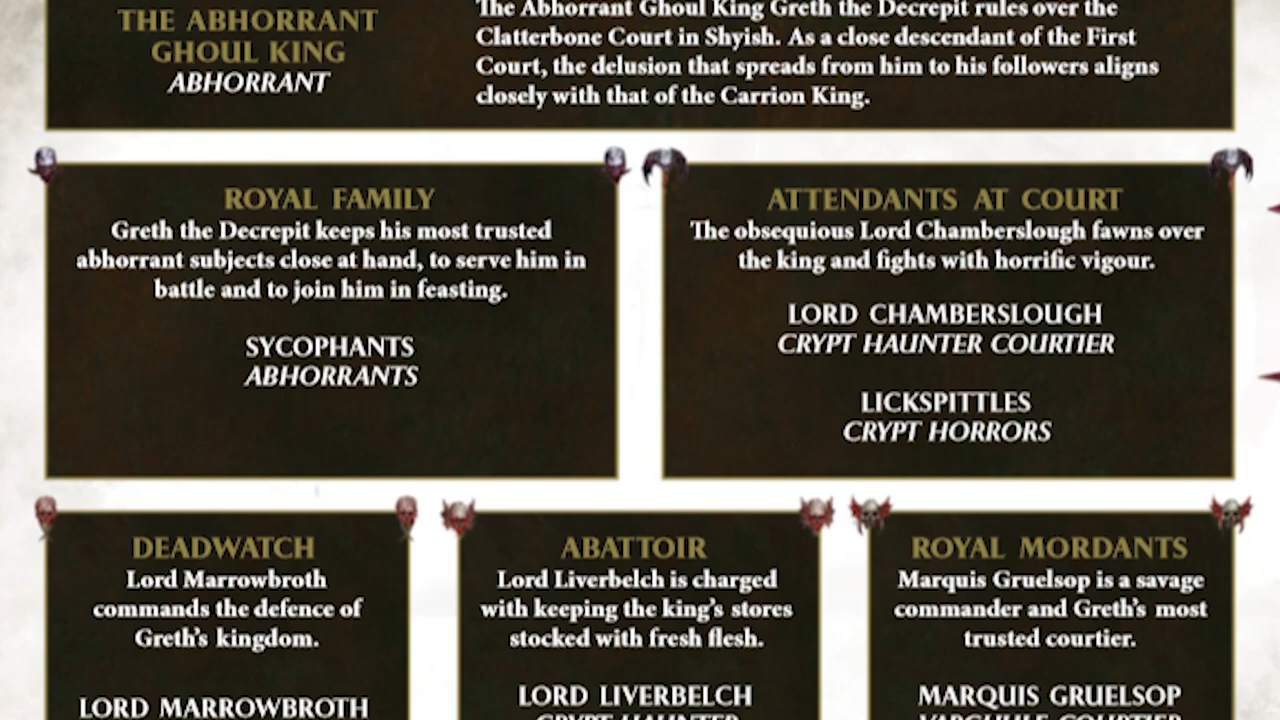 THE ABHORRANT
GHOUL KING
ABHORRANT
The Abhorrant Ghoul King Greth the Decrepit rules over the
Clatterbone Court in Shyish. As a close descendant of the First
Court, the delusion that spreads from him to his followers aligns
closely with that of the Carrion King.
ROYAL FAMILY
Greth the Decrepit keeps his most trusted
abhorrant subjects close at hand, to serve him in
battle and to join him in feasting.
SYCOPHANTS
ABHORRANTS
ATTENDANTS AT COURT
The obsequious Lord Chamberslough fawns over
the king and fights with horrific vigour.
LORD CHAMBERSLOUGH
CRYPT HAUNTER COURTIER
LICKSPITTLES
CRYPT HORRORS
DEADWATCH
Lord Marrowbroth
commands the defence of
Greth's kingdom.
LORD MARROWBROTH
ABATTOIR
Lord Liverbelch is charged
with keeping the king's stores
stocked with fresh flesh.
LORD LIVERBELCH
CRYPT HAUNTER
ROYAL MORDANTS
Marquis Gruelsop is a savage
commander and Greth's most
trusted courtier.
MARQUIS GRUELSOP
VARGHULF COURTIER